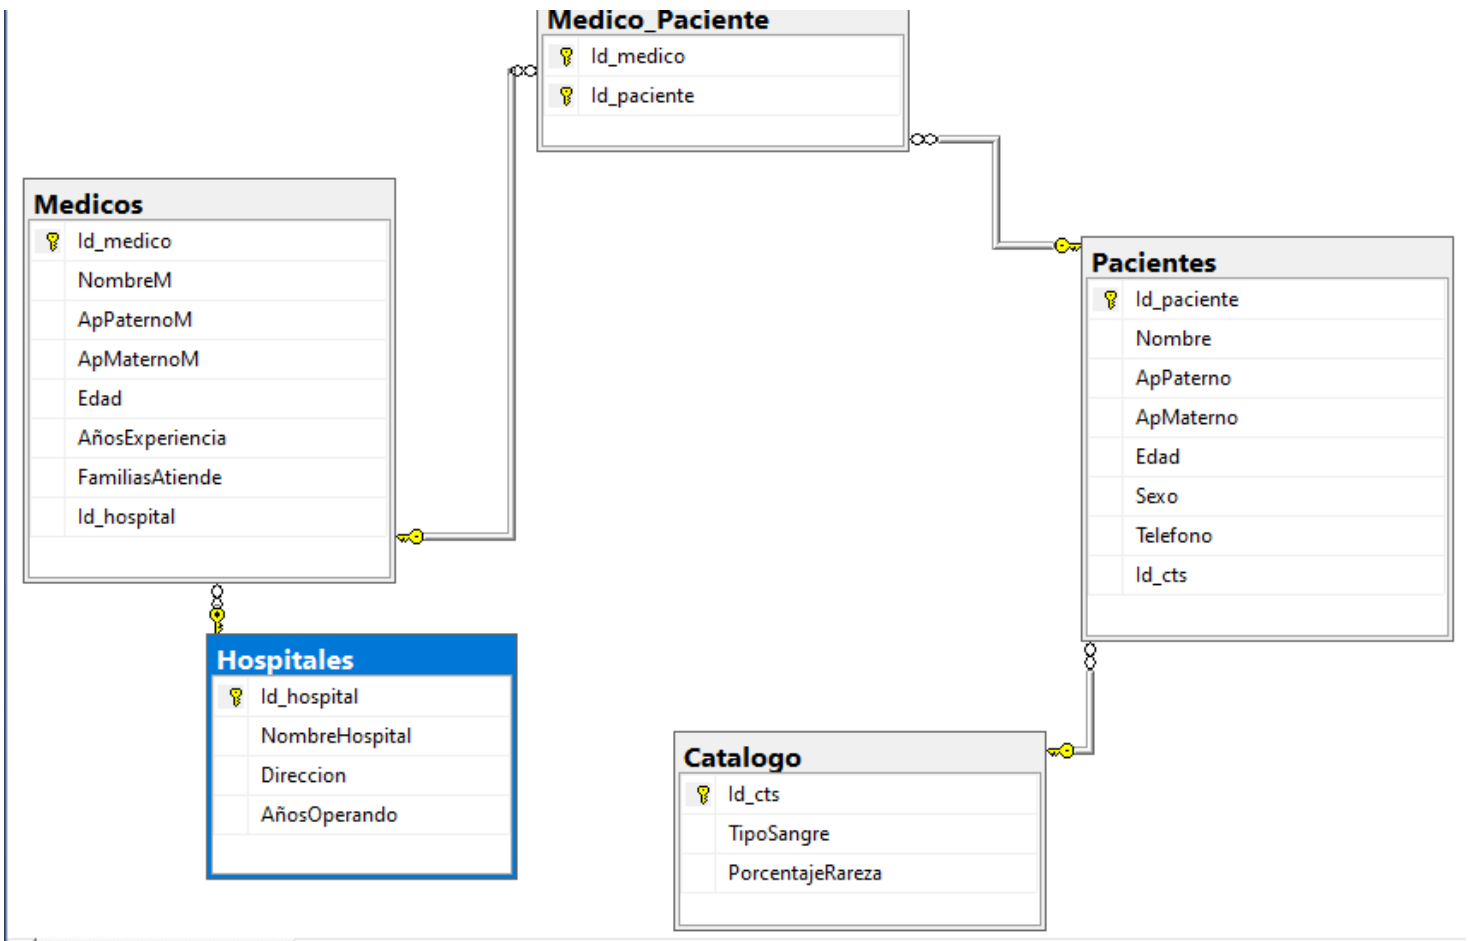 Medico_Paciente
Id_medico
Id_paciente
Medicos
Id_medico
NombreM
ApPaternoM
ApMaternoM
Edad
AñosExperiencia
FamiliasAtiende
Id_hospital
Pacientes
Id_paciente
Nombre
ApPaterno
ApMaterno
Edad
Sexo
Telefono
Id_cts
Hospitales
Id_hospital
NombreHospital
Direccion
AñosOperando
Catalogo
Id_cts
TipoSangre
PorcentajeRareza